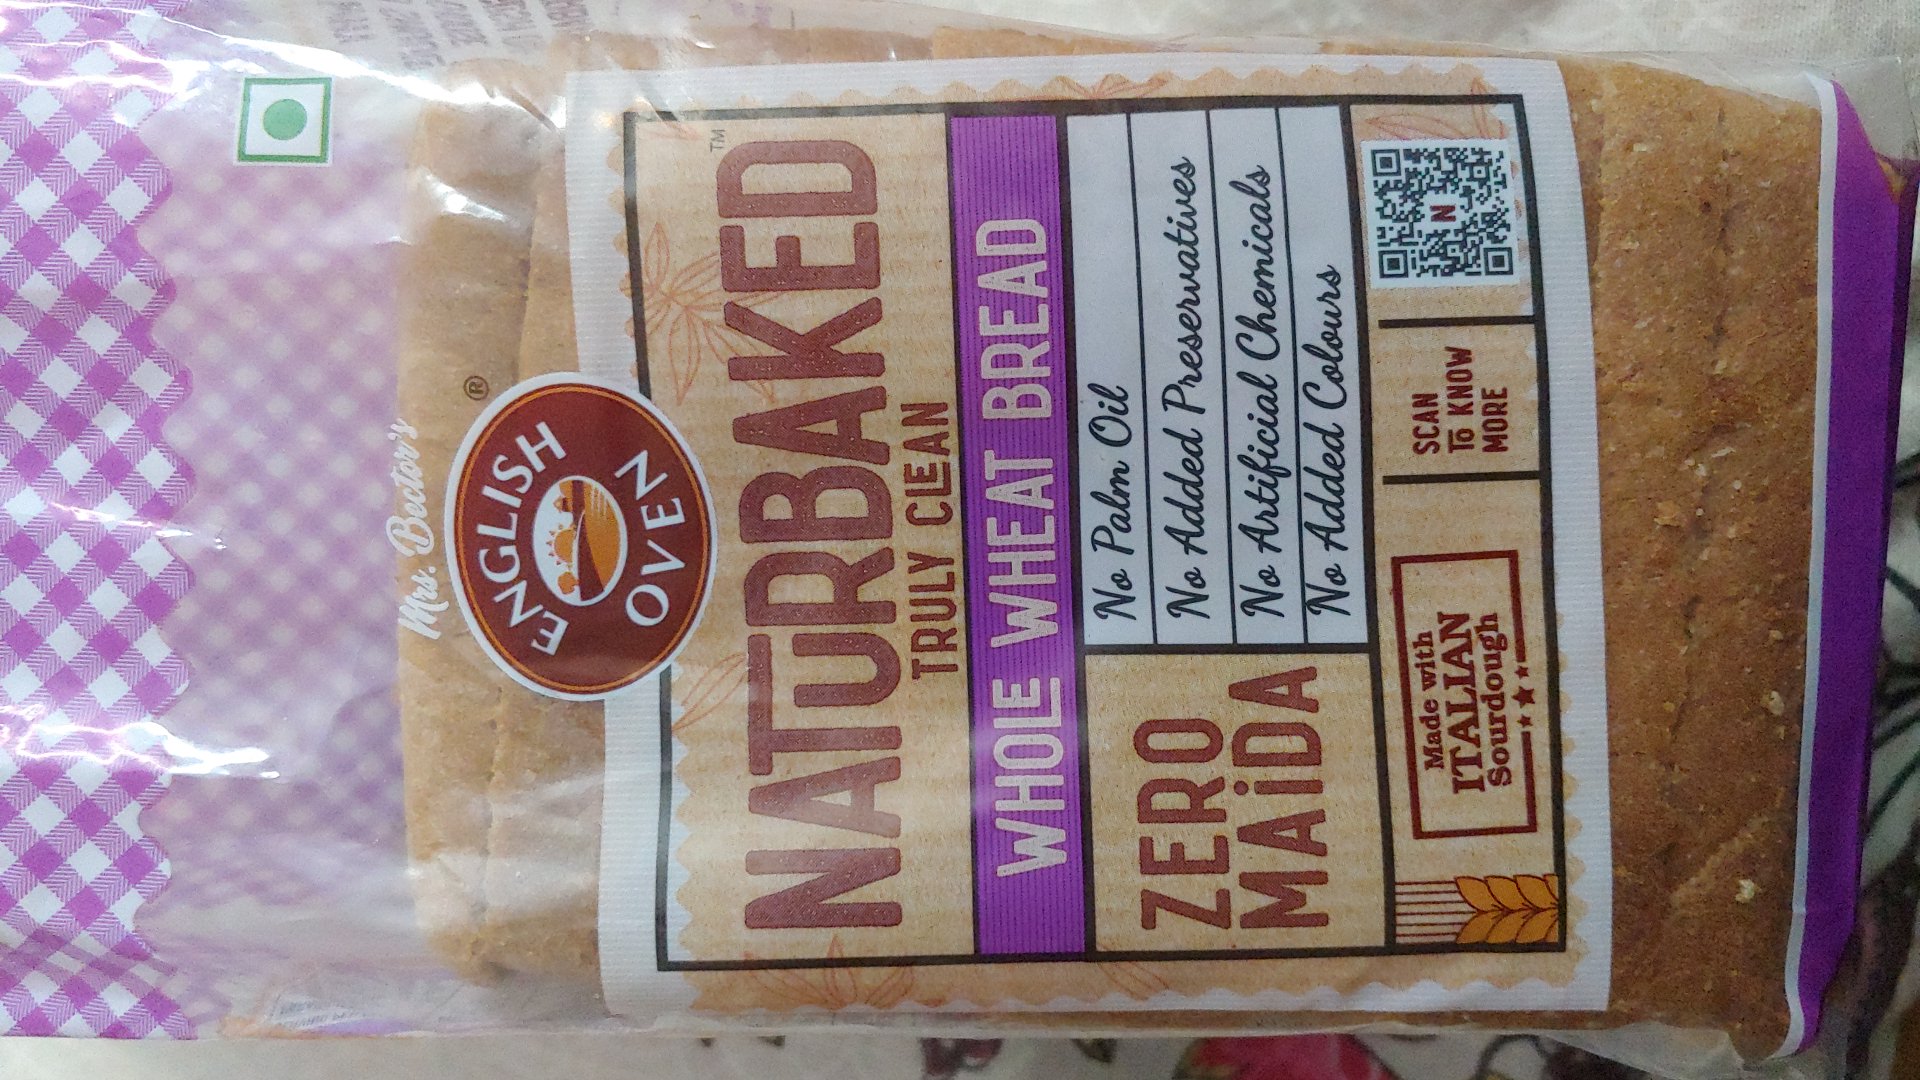 Mrs. Bector's
ENGLISH
OVEN
®
NATURBAKED™
TRULY CLEAN
WHOLE WHEAT BREAD
ZERO
MAiDA
No Palm Oil
No Added Preservatives
No Artificial Chemicals
No Added Colours
Made with
ITALIAN
Sourdough
SCAN
To KNOW
MORE
N